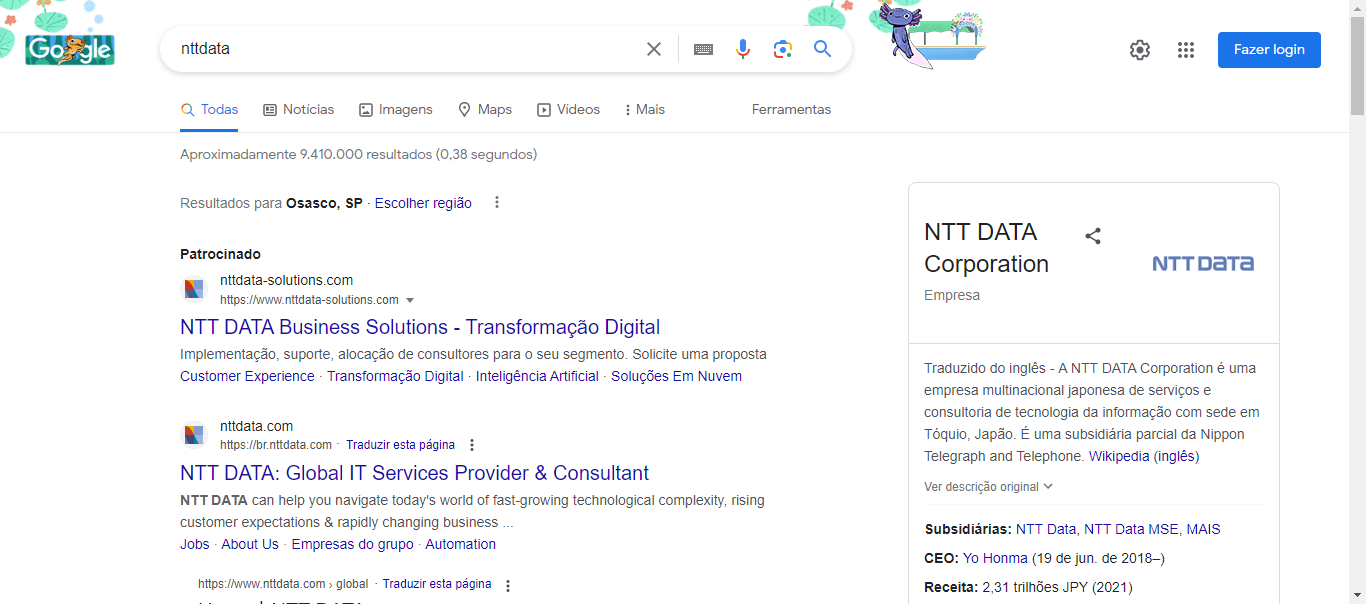 Google
nttdata
Fazer login
Todas
Notícias
Imagens
Maps
Vídeos
Mais
Ferramentas
Aproximadamente 9.410.000 resultados (0,38 segundos)
Resultados para Osasco, SP · Escolher região
Patrocinado
nttdata-solutions.com
https://www.nttdata-solutions.com
NTT DATA Business Solutions - Transformação Digital
Implementação, suporte, alocação de consultores para o seu segmento. Solicite uma proposta
Customer Experience · Transformação Digital · Inteligência Artificial · Soluções Em Nuvem
nttdata.com
https://br.nttdata.com · Traduzir esta página
NTT DATA: Global IT Services Provider & Consultant
NTT DATA can help you navigate today's world of fast-growing technological complexity, rising
customer expectations & rapidly changing business ...
Jobs · About Us · Empresas do grupo · Automation
https://www.nttdata.com › global · Traduzir esta página
NTT DATA
Corporation
NTT DATA
Empresa
Traduzido do inglês - A NTT DATA Corporation é uma
empresa multinacional japonesa de serviços e
consultoria de tecnologia da informação com sede em
Tóquio, Japão. É uma subsidiária parcial da Nippon
Telegraph and Telephone. Wikipedia (inglês)
Ver descrição original
Subsidiárias: NTT Data, NTT Data MSE, MAIS
CEO: Yo Honma (19 de jun. de 2018–)
Receita: 2,31 trilhões JPY (2021)